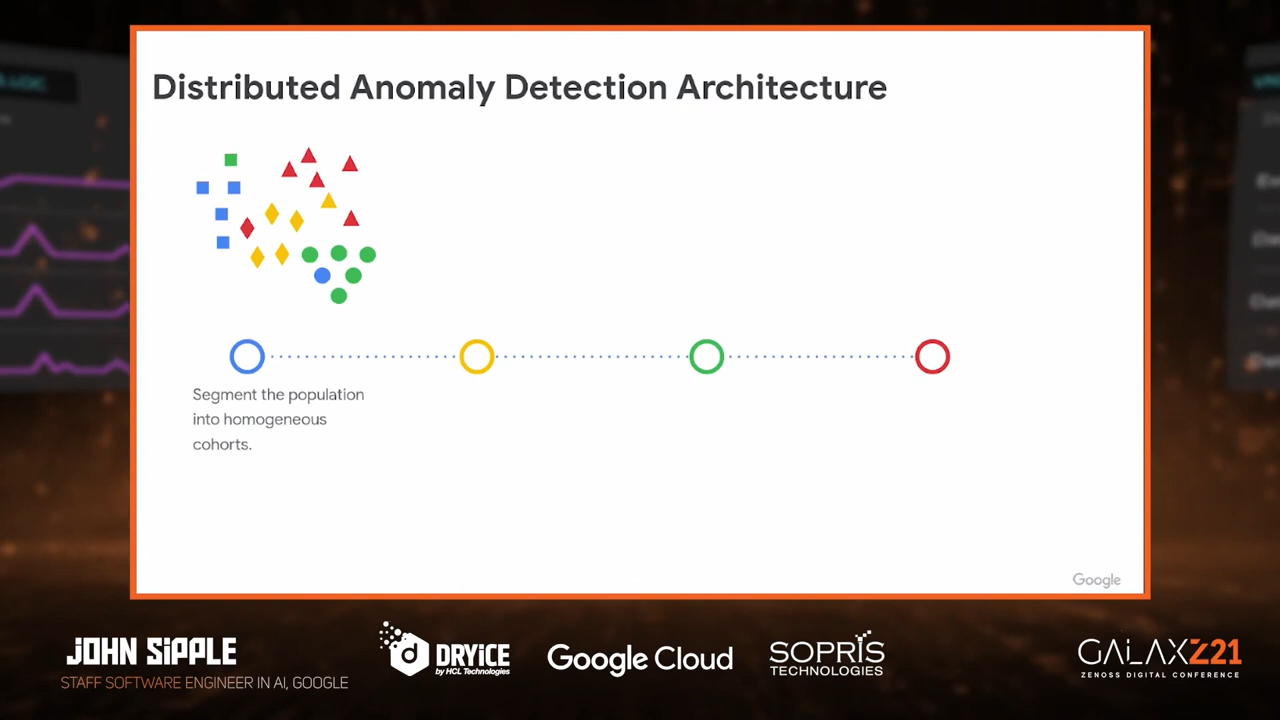 Distributed Anomaly Detection Architecture
Segment the population
into homogeneous
cohorts.
Google
JOHN SIPPLE
STAFF SOFTWARE ENGINEER IN AI, GOOGLE
DRYiCE
by HCL Technologies
Google Cloud
SOPRIS
TECHNOLOGIES
GALAXZ21
ZENOSS DIGITAL CONFERENCE